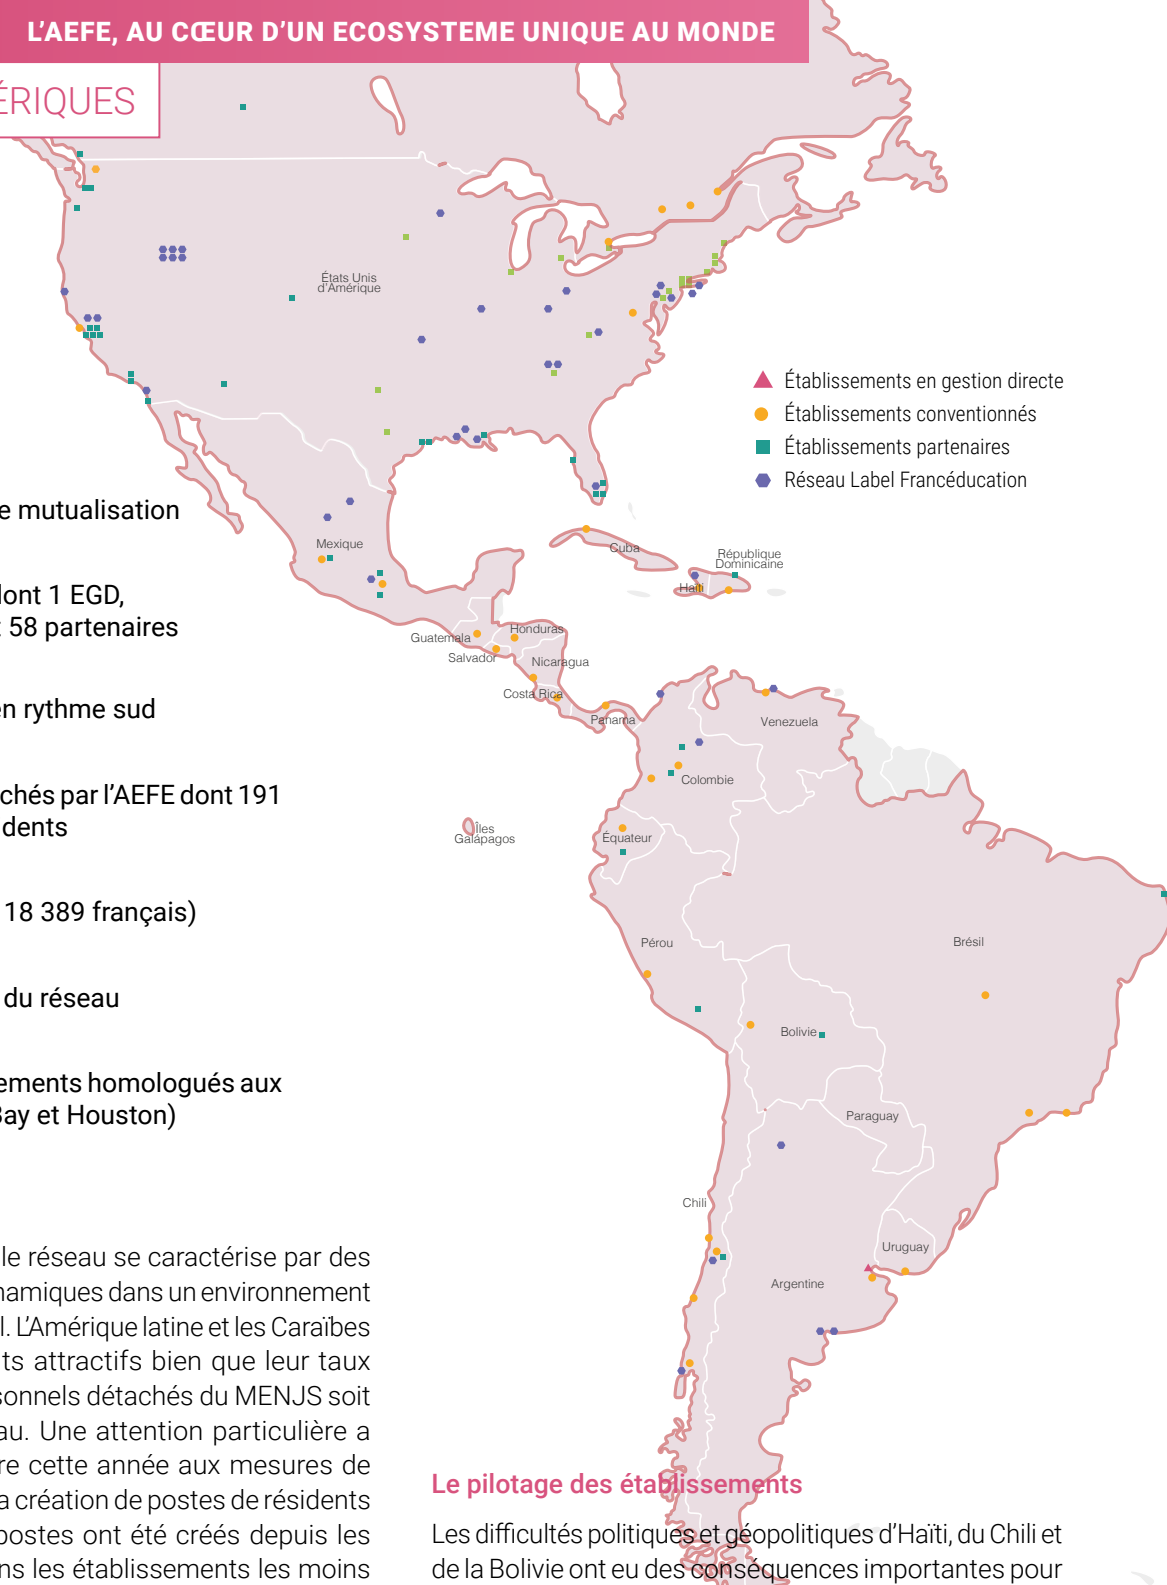 L'AEFE, AU CŒUR D'UN ECOSYSTEME UNIQUE AU MONDE
ÉRIQUES
États Unis
d'Amérique
Établissements en gestion directe
Établissements conventionnés
Établissements partenaires
Réseau Label Francéducation
e mutualisation
dont 1 EGD,
58 partenaires
en rythme sud
chés par l'AEFE dont 191
idents
18 389 français)
du réseau
ements homologués aux
Bay et Houston)
Mexique
Cuba
République
Dominicaine
Haïti
Guatemala
Honduras
Salvador
Nicaragua
Costa Rica
Panama
Venezuela
Colombie
Îles
Galápagos
Équateur
Pérou
Brésil
Bolivie
Paraguay
Chili
Uruguay
Argentine
le réseau se caractérise par des
namiques dans un environnement
l. L'Amérique latine et les Caraïbes
ts attractifs bien que leur taux
sonnels détachés du MENJS soit
au. Une attention particulière a
re cette année aux mesures de
a création de postes de résidents
postes ont été créés depuis les
ns les établissements les moins
Le pilotage des établissements
Les difficultés politiques et géopolitiques d'Haïti, du Chili et
de la Bolivie ont eu des conséquences importantes pour